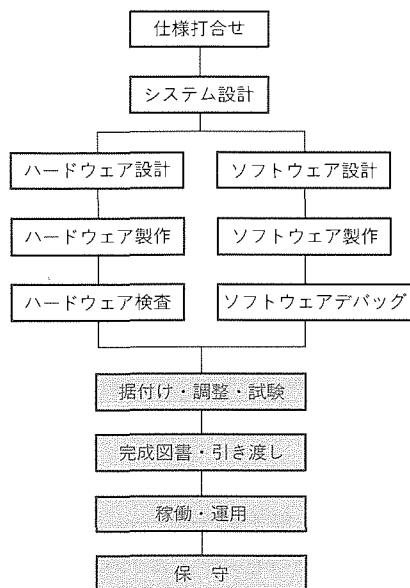 仕様打合せ
システム設計
ハードウェア設計
ソフトウェア設計
ハードウェア製作
ソフトウェア製作
ハードウェア検査
ソフトウェアデバッグ
据付け・調整・試験
完成図書・引き渡し
稼働・運用
保　守